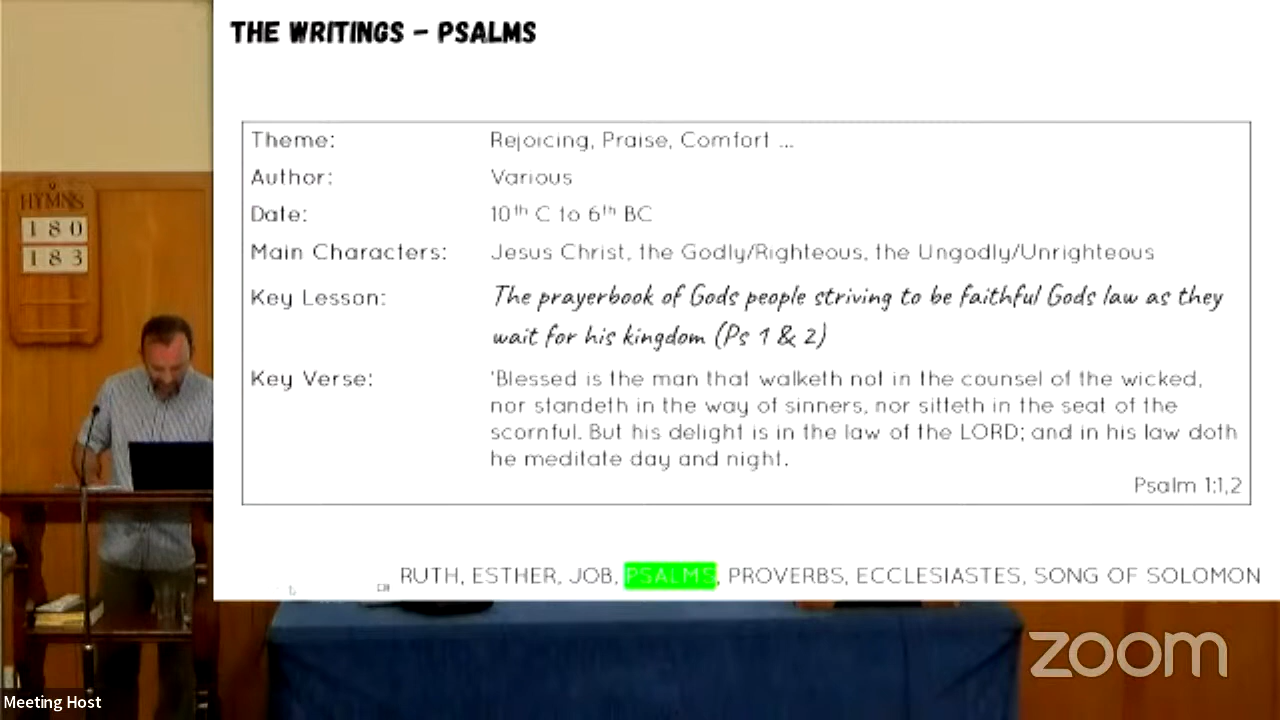 THE WRITINGS – PSALMS
HYMNS
180
183
Theme: Rejoicing, Praise, Comfort ...
Author: Various
Date: 10th C to 6th BC
Main Characters: Jesus Christ, the Godly/Righteous, the Ungodly/Unrighteous
Key Lesson: The prayerbook of Gods people striving to be faithful Gods law as they
wait for his kingdom (Ps 1 & 2)
Key Verse: 'Blessed is the man that walketh not in the counsel of the wicked,
nor standeth in the way of sinners, nor sitteth in the seat of the
scornful. But his delight is in the law of the LORD; and in his law doth
he meditate day and night.
Psalm 1:1,2
RUTH, ESTHER, JOB, PSALMS, PROVERBS, ECCLESIASTES, SONG OF SOLOMON
zoom
Meeting Host